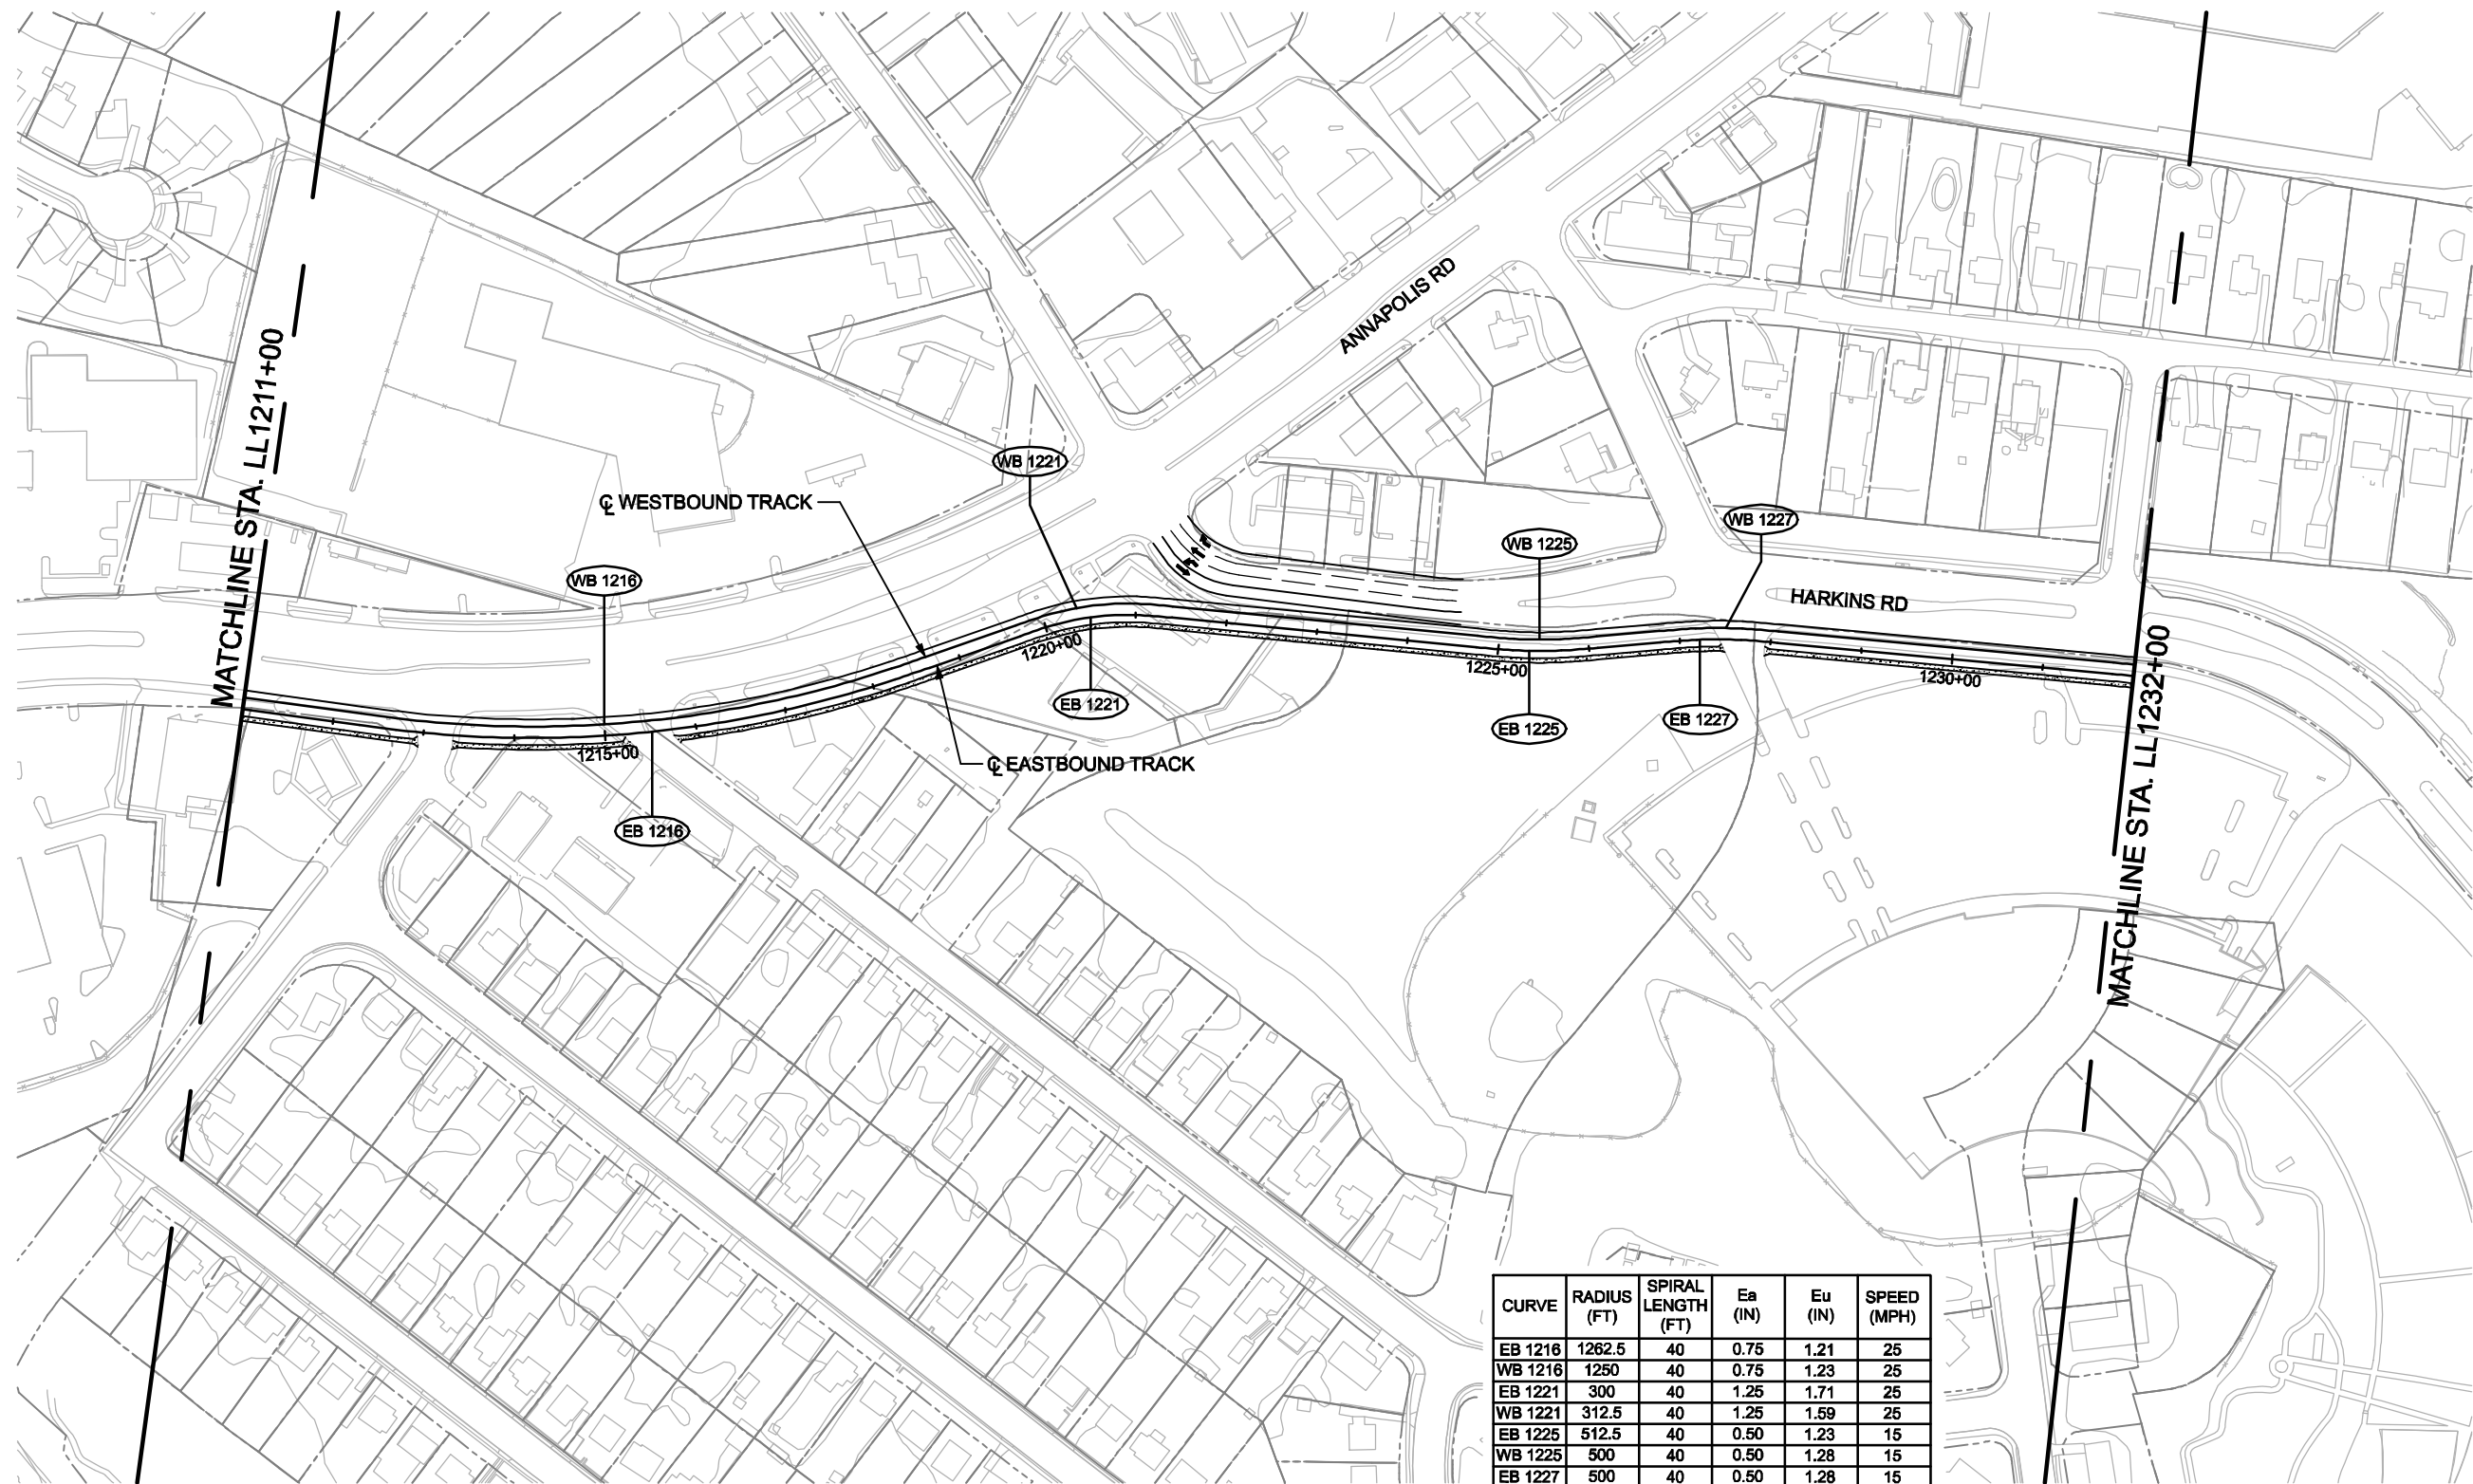 ANNAPOLIS RD
MATCHLINE STA. LL1211+00
WB 1221
℄ WESTBOUND TRACK
WB 1216
WB 1225
WB 1227
HARKINS RD
1220+00
1225+00
1230+00
EB 1221
EB 1225
EB 1227
1215+00
℄ EASTBOUND TRACK
EB 1216
MATCHLINE STA. LL1232+00
CURVE RADIUS (FT) SPIRAL LENGTH (FT) Ea (IN) Eu (IN) SPEED (MPH)
EB 1216 1262.5 40 0.75 1.21 25
WB 1216 1250 40 0.75 1.23 25
EB 1221 300 40 1.25 1.71 25
WB 1221 312.5 40 1.25 1.59 25
EB 1225 512.5 40 0.50 1.23 15
WB 1225 500 40 0.50 1.28 15
EB 1227 500 40 0.50 1.28 15